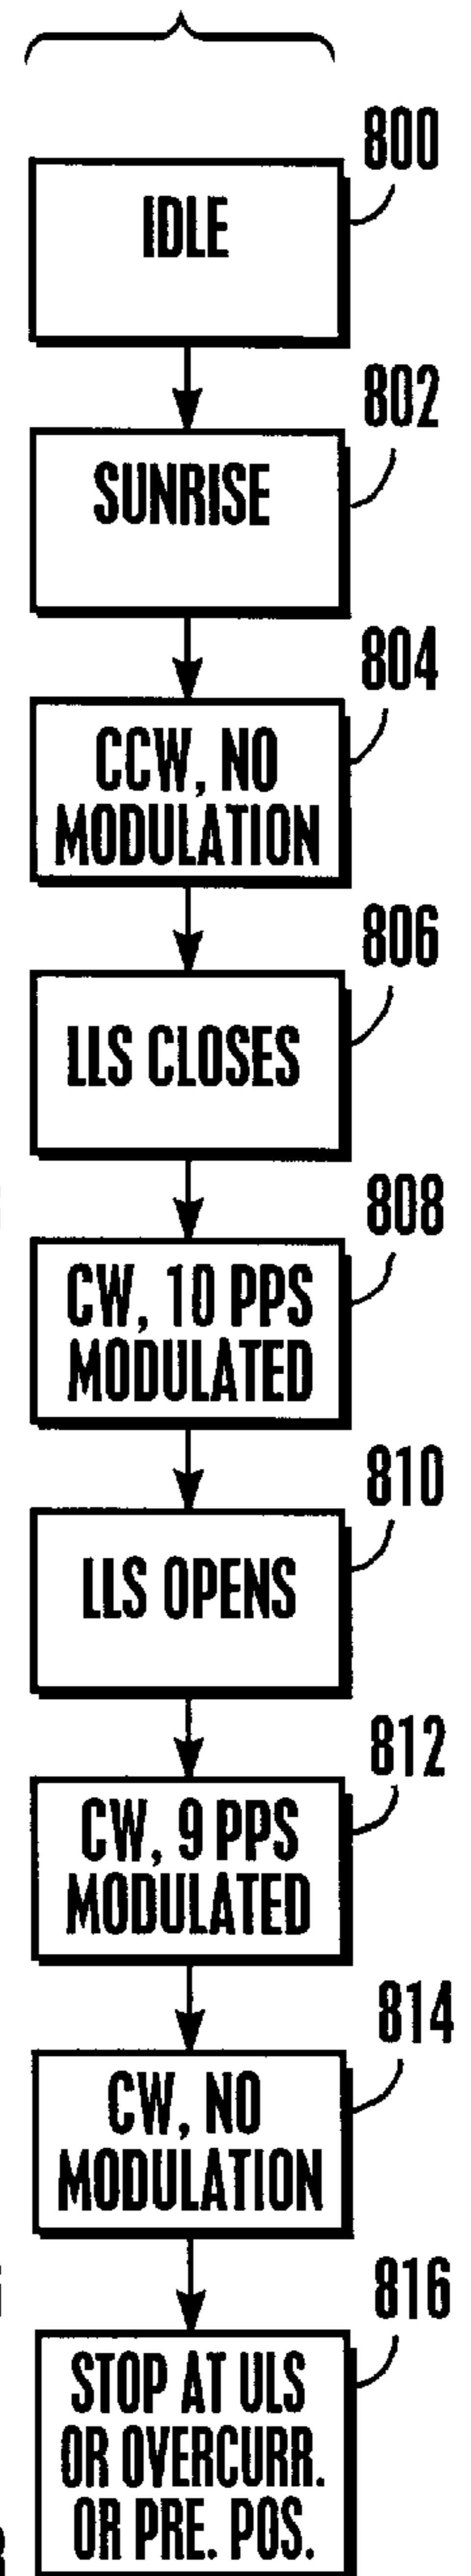 800
IDLE
802
SUNRISE
804
CCW, NO
MODULATION
806
LLS CLOSES
808
CW, 10 PPS
MODULATED
810
LLS OPENS
812
CW, 9 PPS
MODULATED
814
CW, NO
MODULATION
816
STOP AT ULS
OR OVERCURR.
OR PRE. POS.